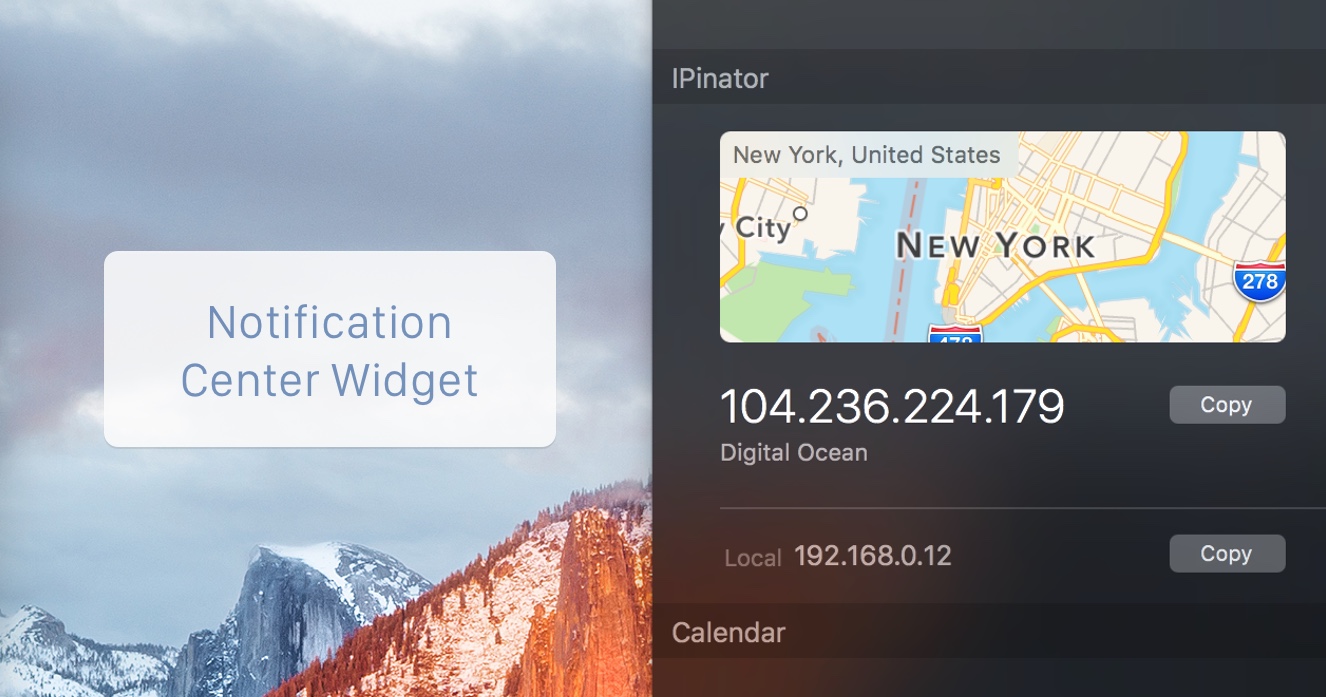 Notification
Center Widget
IPinator
New York, United States
City
NEW YORK
278
104.236.224.179
Copy
Digital Ocean
Local 192.168.0.12
Copy
Calendar